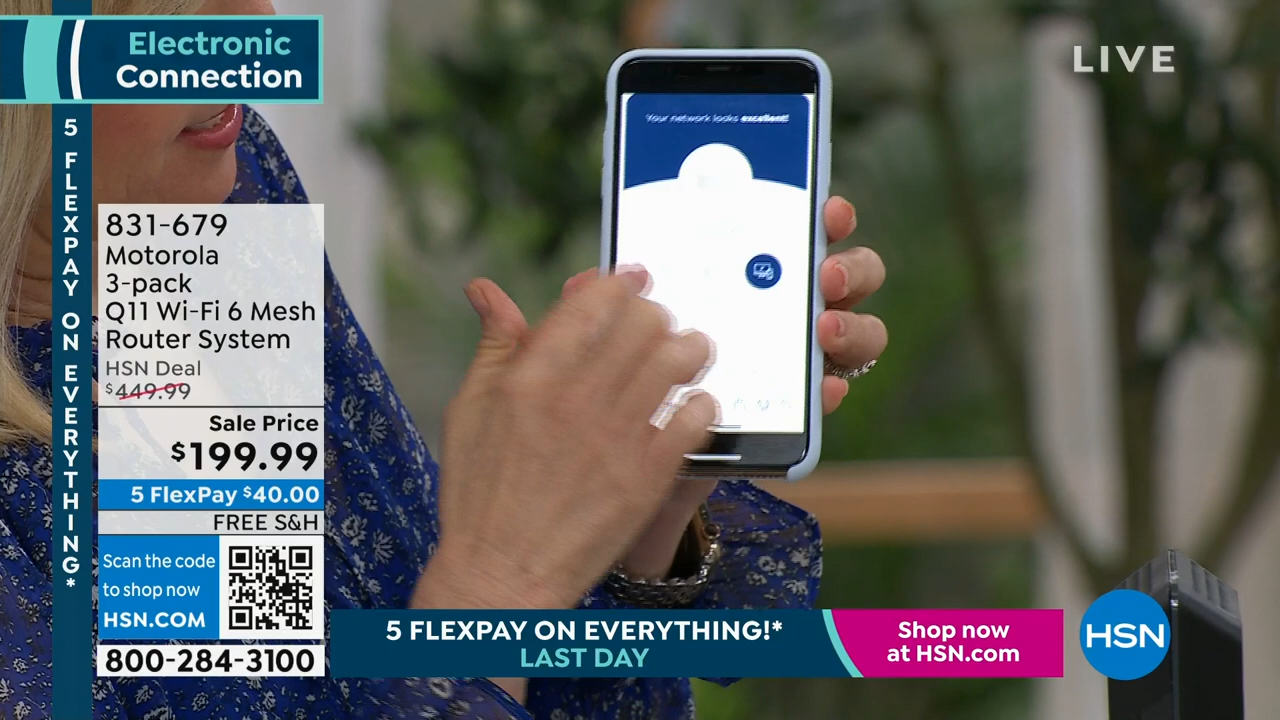 Electronic
Connection
LIVE
5 FLEXPAY ON EVERYTHING*
Your network looks excellent!
831-679
Motorola
3-pack
Q11 Wi-Fi 6 Mesh
Router System
HSN Deal
$449.99
Sale Price
$199.99
5 FlexPay $40.00
FREE S&H
Scan the code
to shop now
HSN.COM
800-284-3100
5 FLEXPAY ON EVERYTHING!*
LAST DAY
Shop now
at HSN.com
HSN